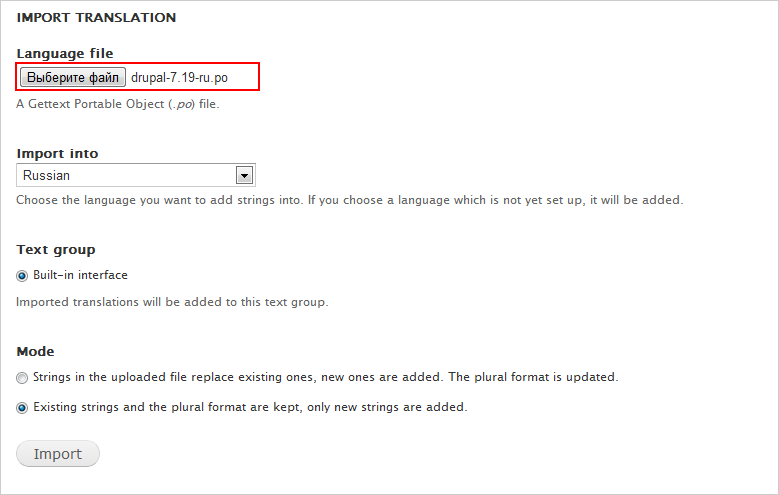 IMPORT TRANSLATION
Language file
Выберите файл drupal-7.19-ru.po
A Gettext Portable Object (.po) file.
Import into
Russian
Choose the language you want to add strings into. If you choose a language which is not yet set up, it will be added.
Text group
Built-in interface
Imported translations will be added to this text group.
Mode
Strings in the uploaded file replace existing ones, new ones are added. The plural format is updated.
Existing strings and the plural format are kept, only new strings are added.
Import